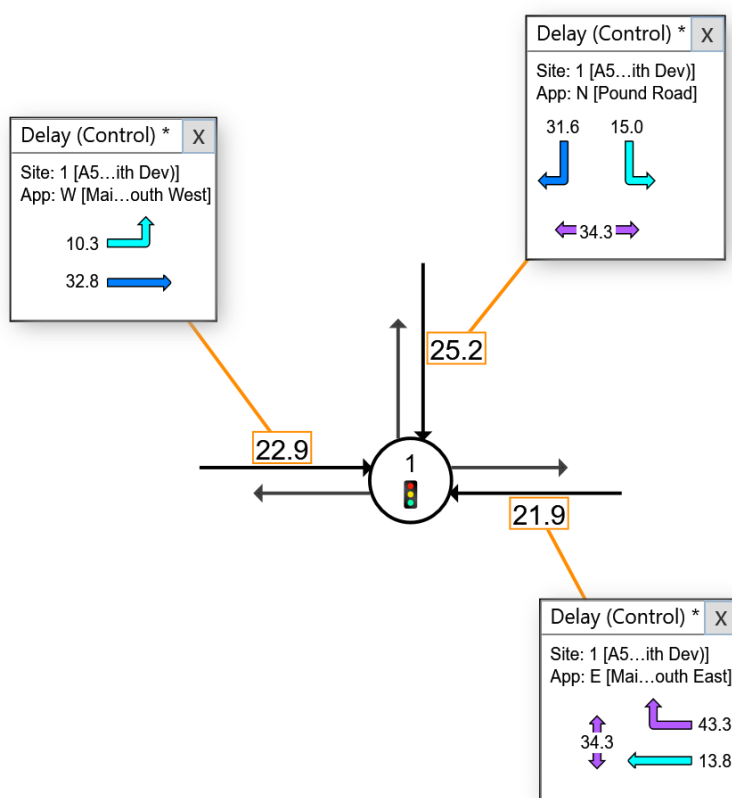 Delay (Control) * X
Site: 1 [A5…ith Dev)]
App: N [Pound Road]
31.6 15.0
34.3
Delay (Control) * X
Site: 1 [A5…ith Dev)]
App: W [Mai…outh West]
10.3
32.8
25.2
22.9
1
21.9
Delay (Control) * X
Site: 1 [A5…ith Dev)]
App: E [Mai…outh East]
43.3
34.3
13.8